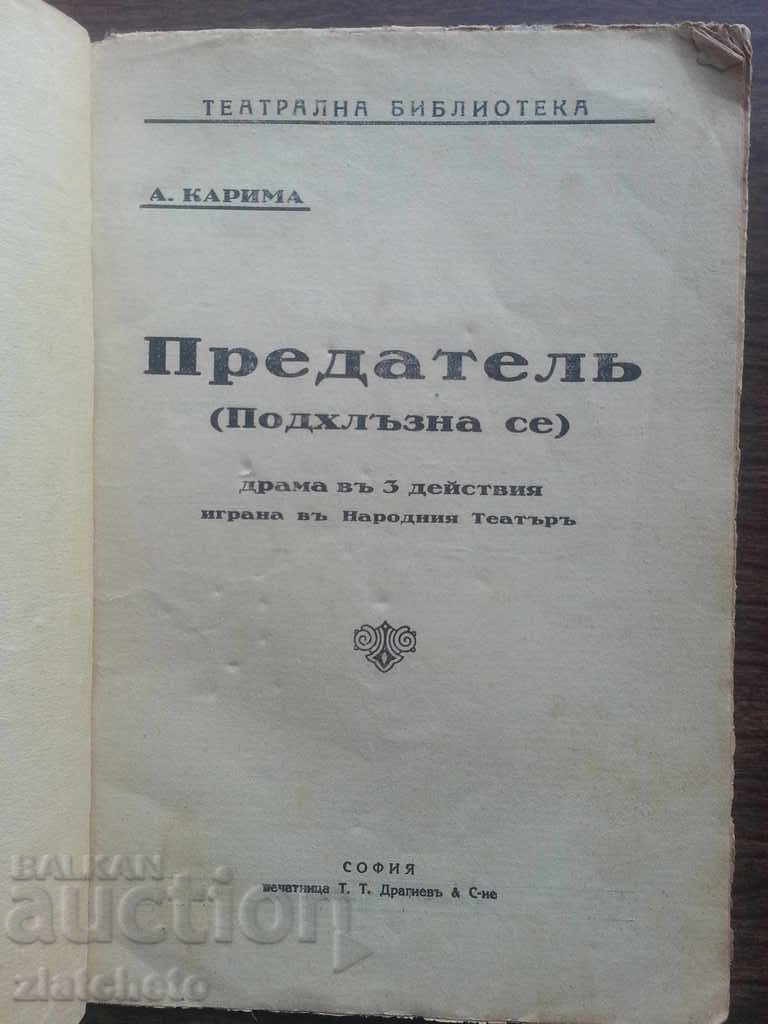 ТЕАТРАЛНА БИБЛИОТЕКА
А. КАРИМА
Предатель
(Подхлъзна се)
драма въ 3 действия
играна въ Народния Театъръ
СОФИЯ
печатница Т. Т. Драгиевъ & С-ие
BALKAN
auction
zlatcheto